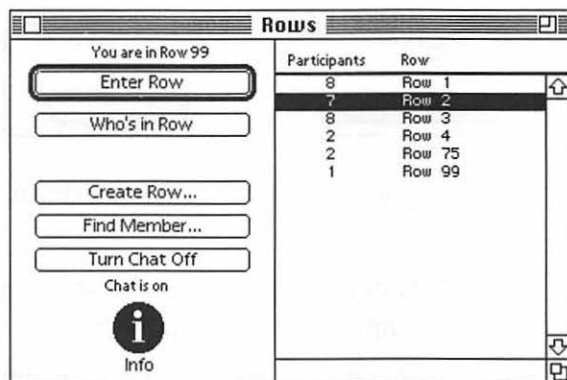 Rows
You are in Row 99
Enter Row
Who's in Row
Create Row...
Find Member...
Turn Chat Off
Chat is on
i
Info
Participants Row
8 Row 1
7 Row 2
8 Row 3
2 Row 4
2 Row 75
1 Row 99